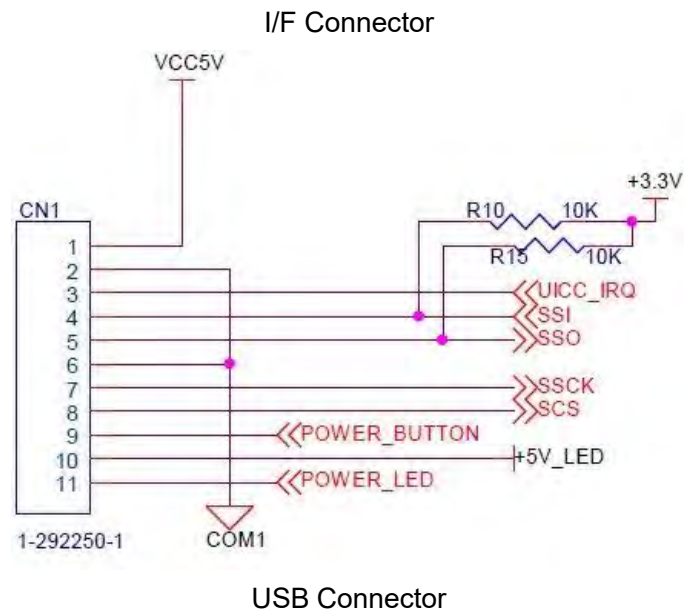 I/F Connector
VCC5V
+3.3V
CN1
R10 10K
R15 10K
1
2
3 UICC_IRQ
4 SSI
5 SSO
6
7 SSCK
8 SCS
9 POWER_BUTTON
10 +5V_LED
11 POWER_LED
1-292250-1 COM1
USB Connector